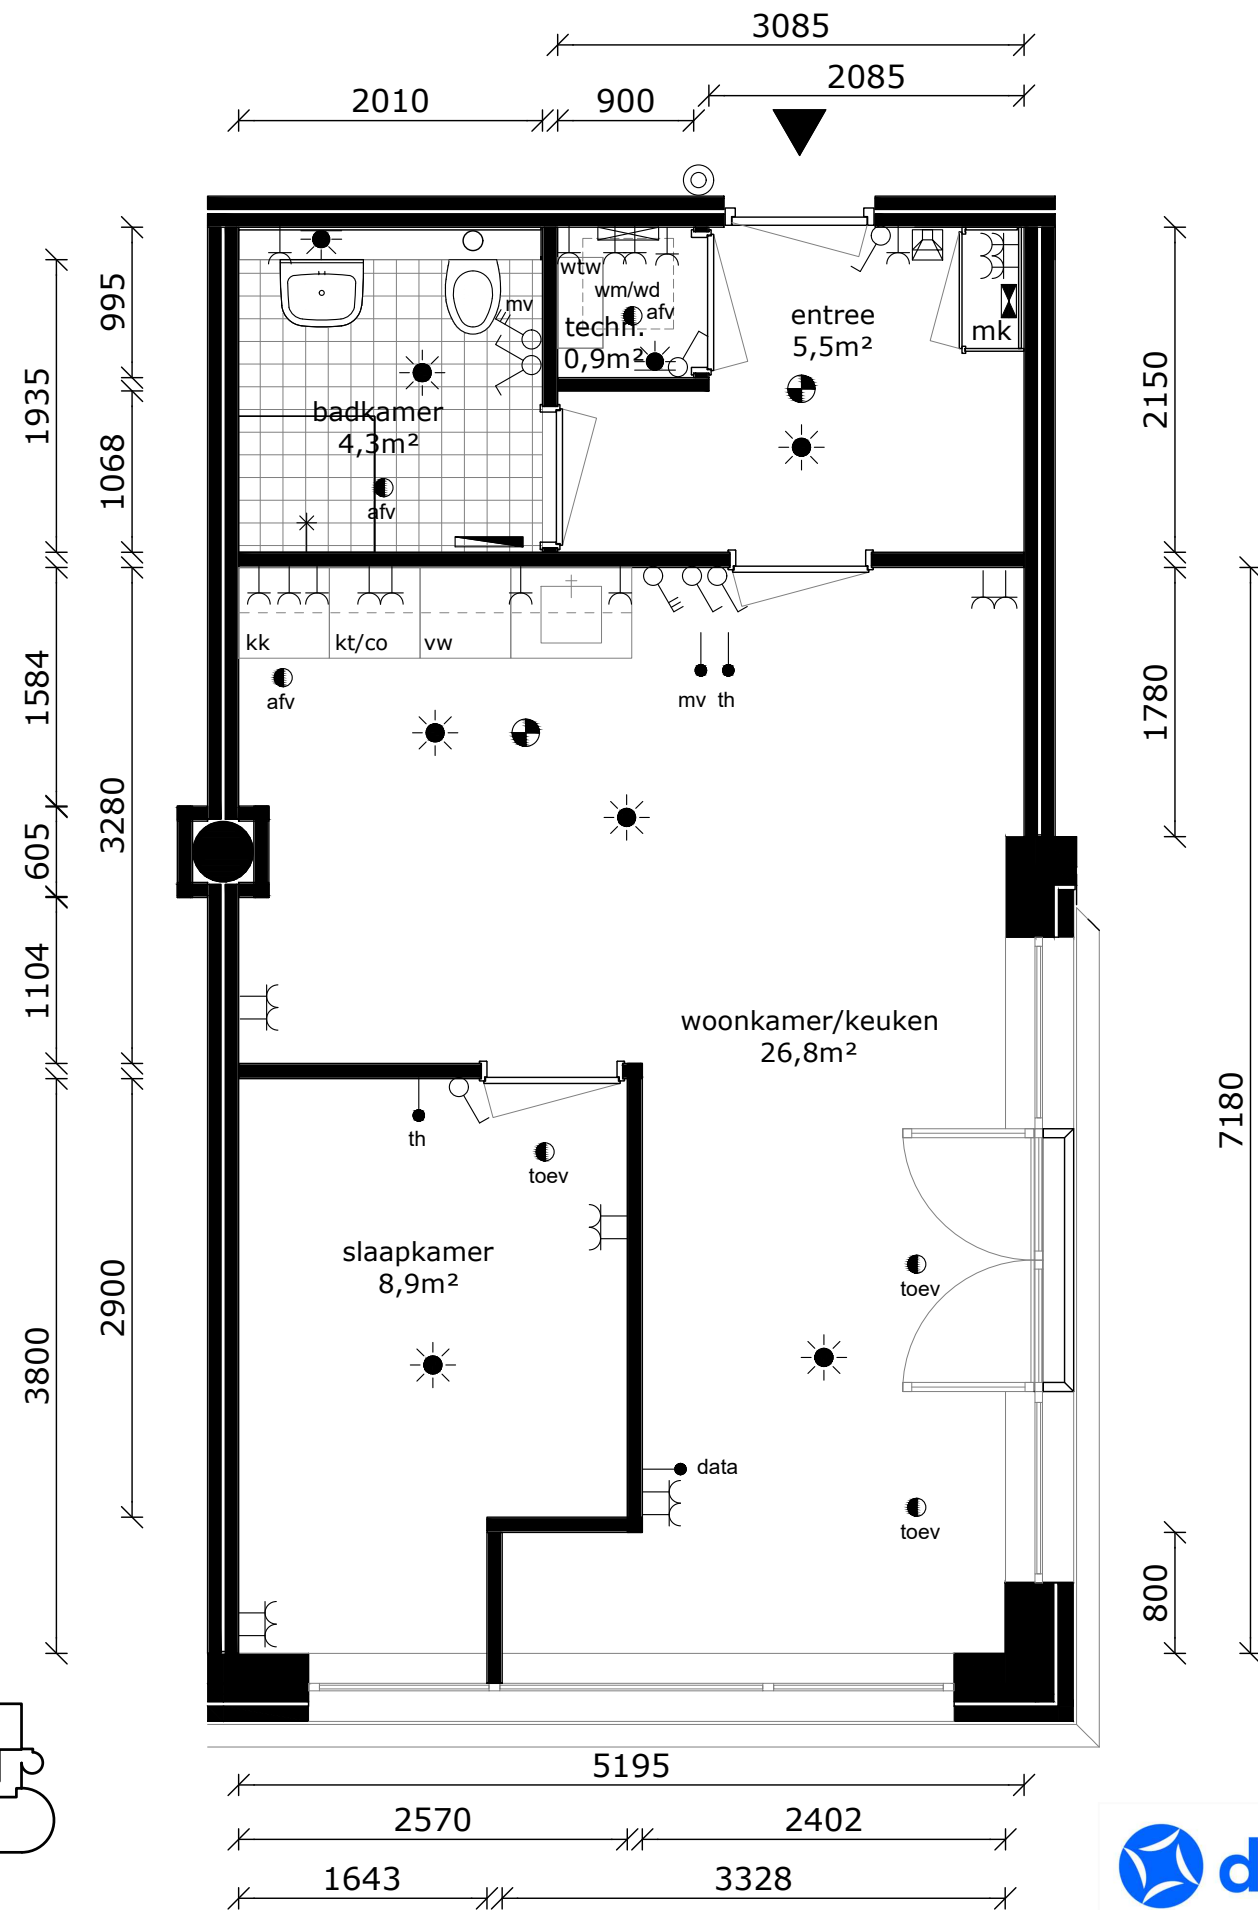 3085
2085
2010
900
995
1935
1068
2150
wtw
wm/wd
afv
techn.
0,9m²
mv
entree
5,5m²
mk
badkamer
4,3m²
afv
kk
kt/co
vw
afv
mv
th
1584
3280
605
1104
1780
7180
woonkamer/keuken
26,8m²
th
toev
slaapkamer
8,9m²
toev
2900
3800
data
toev
800
5195
2570
2402
1643
3328
d